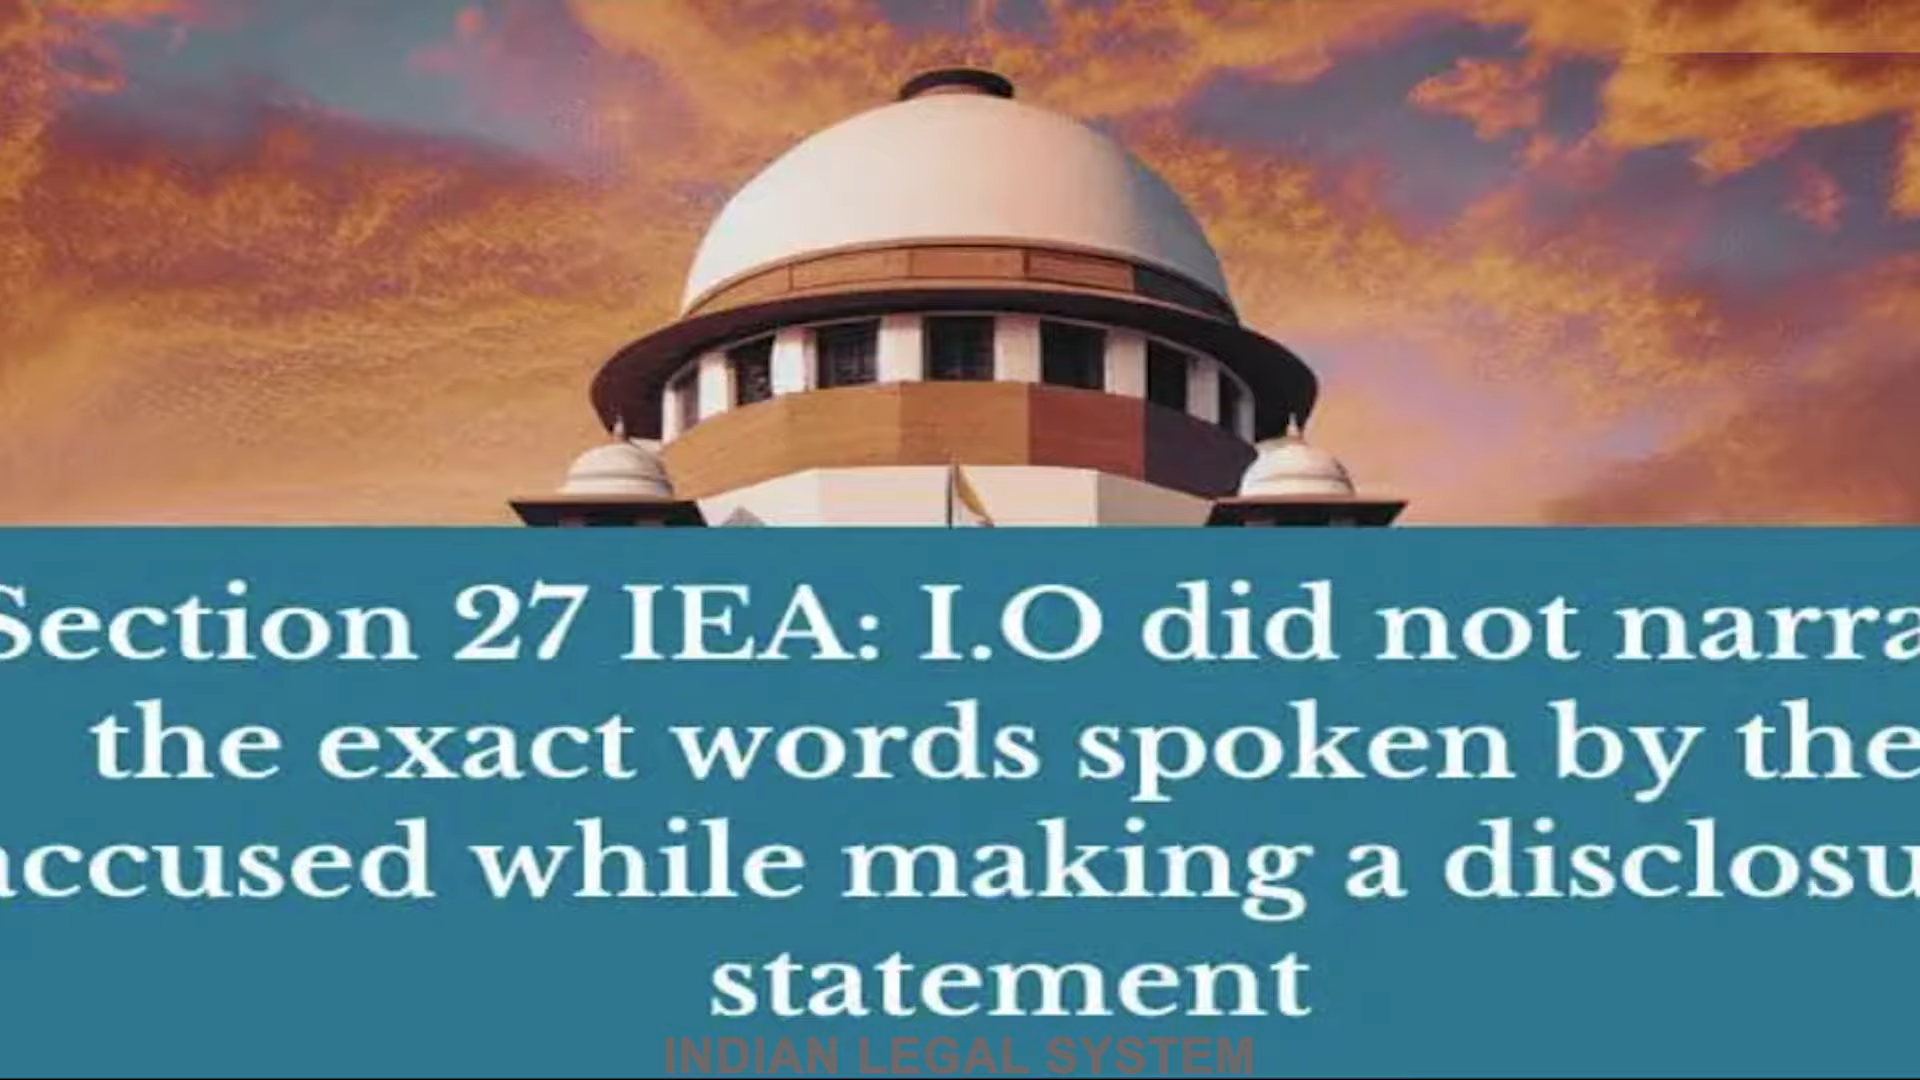 Section 27 IEA: I.O did not narra
the exact words spoken by the
accused while making a disclosu
statement
INDIAN LEGAL SYSTEM